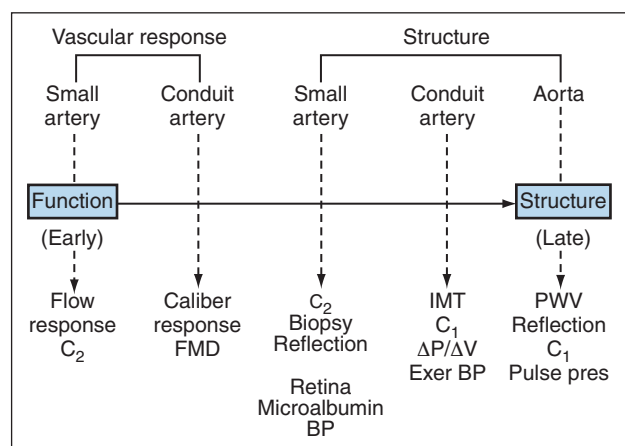 Vascular response
Structure
Small
artery
Conduit
artery
Small
artery
Conduit
artery
Aorta
Function
Structure
(Early)
(Late)
Flow
response
C2
Caliber
response
FMD
C2
Biopsy
Reflection
Retina
Microalbumin
BP
IMT
C1
ΔP/ΔV
Exer BP
PWV
Reflection
C1
Pulse pres